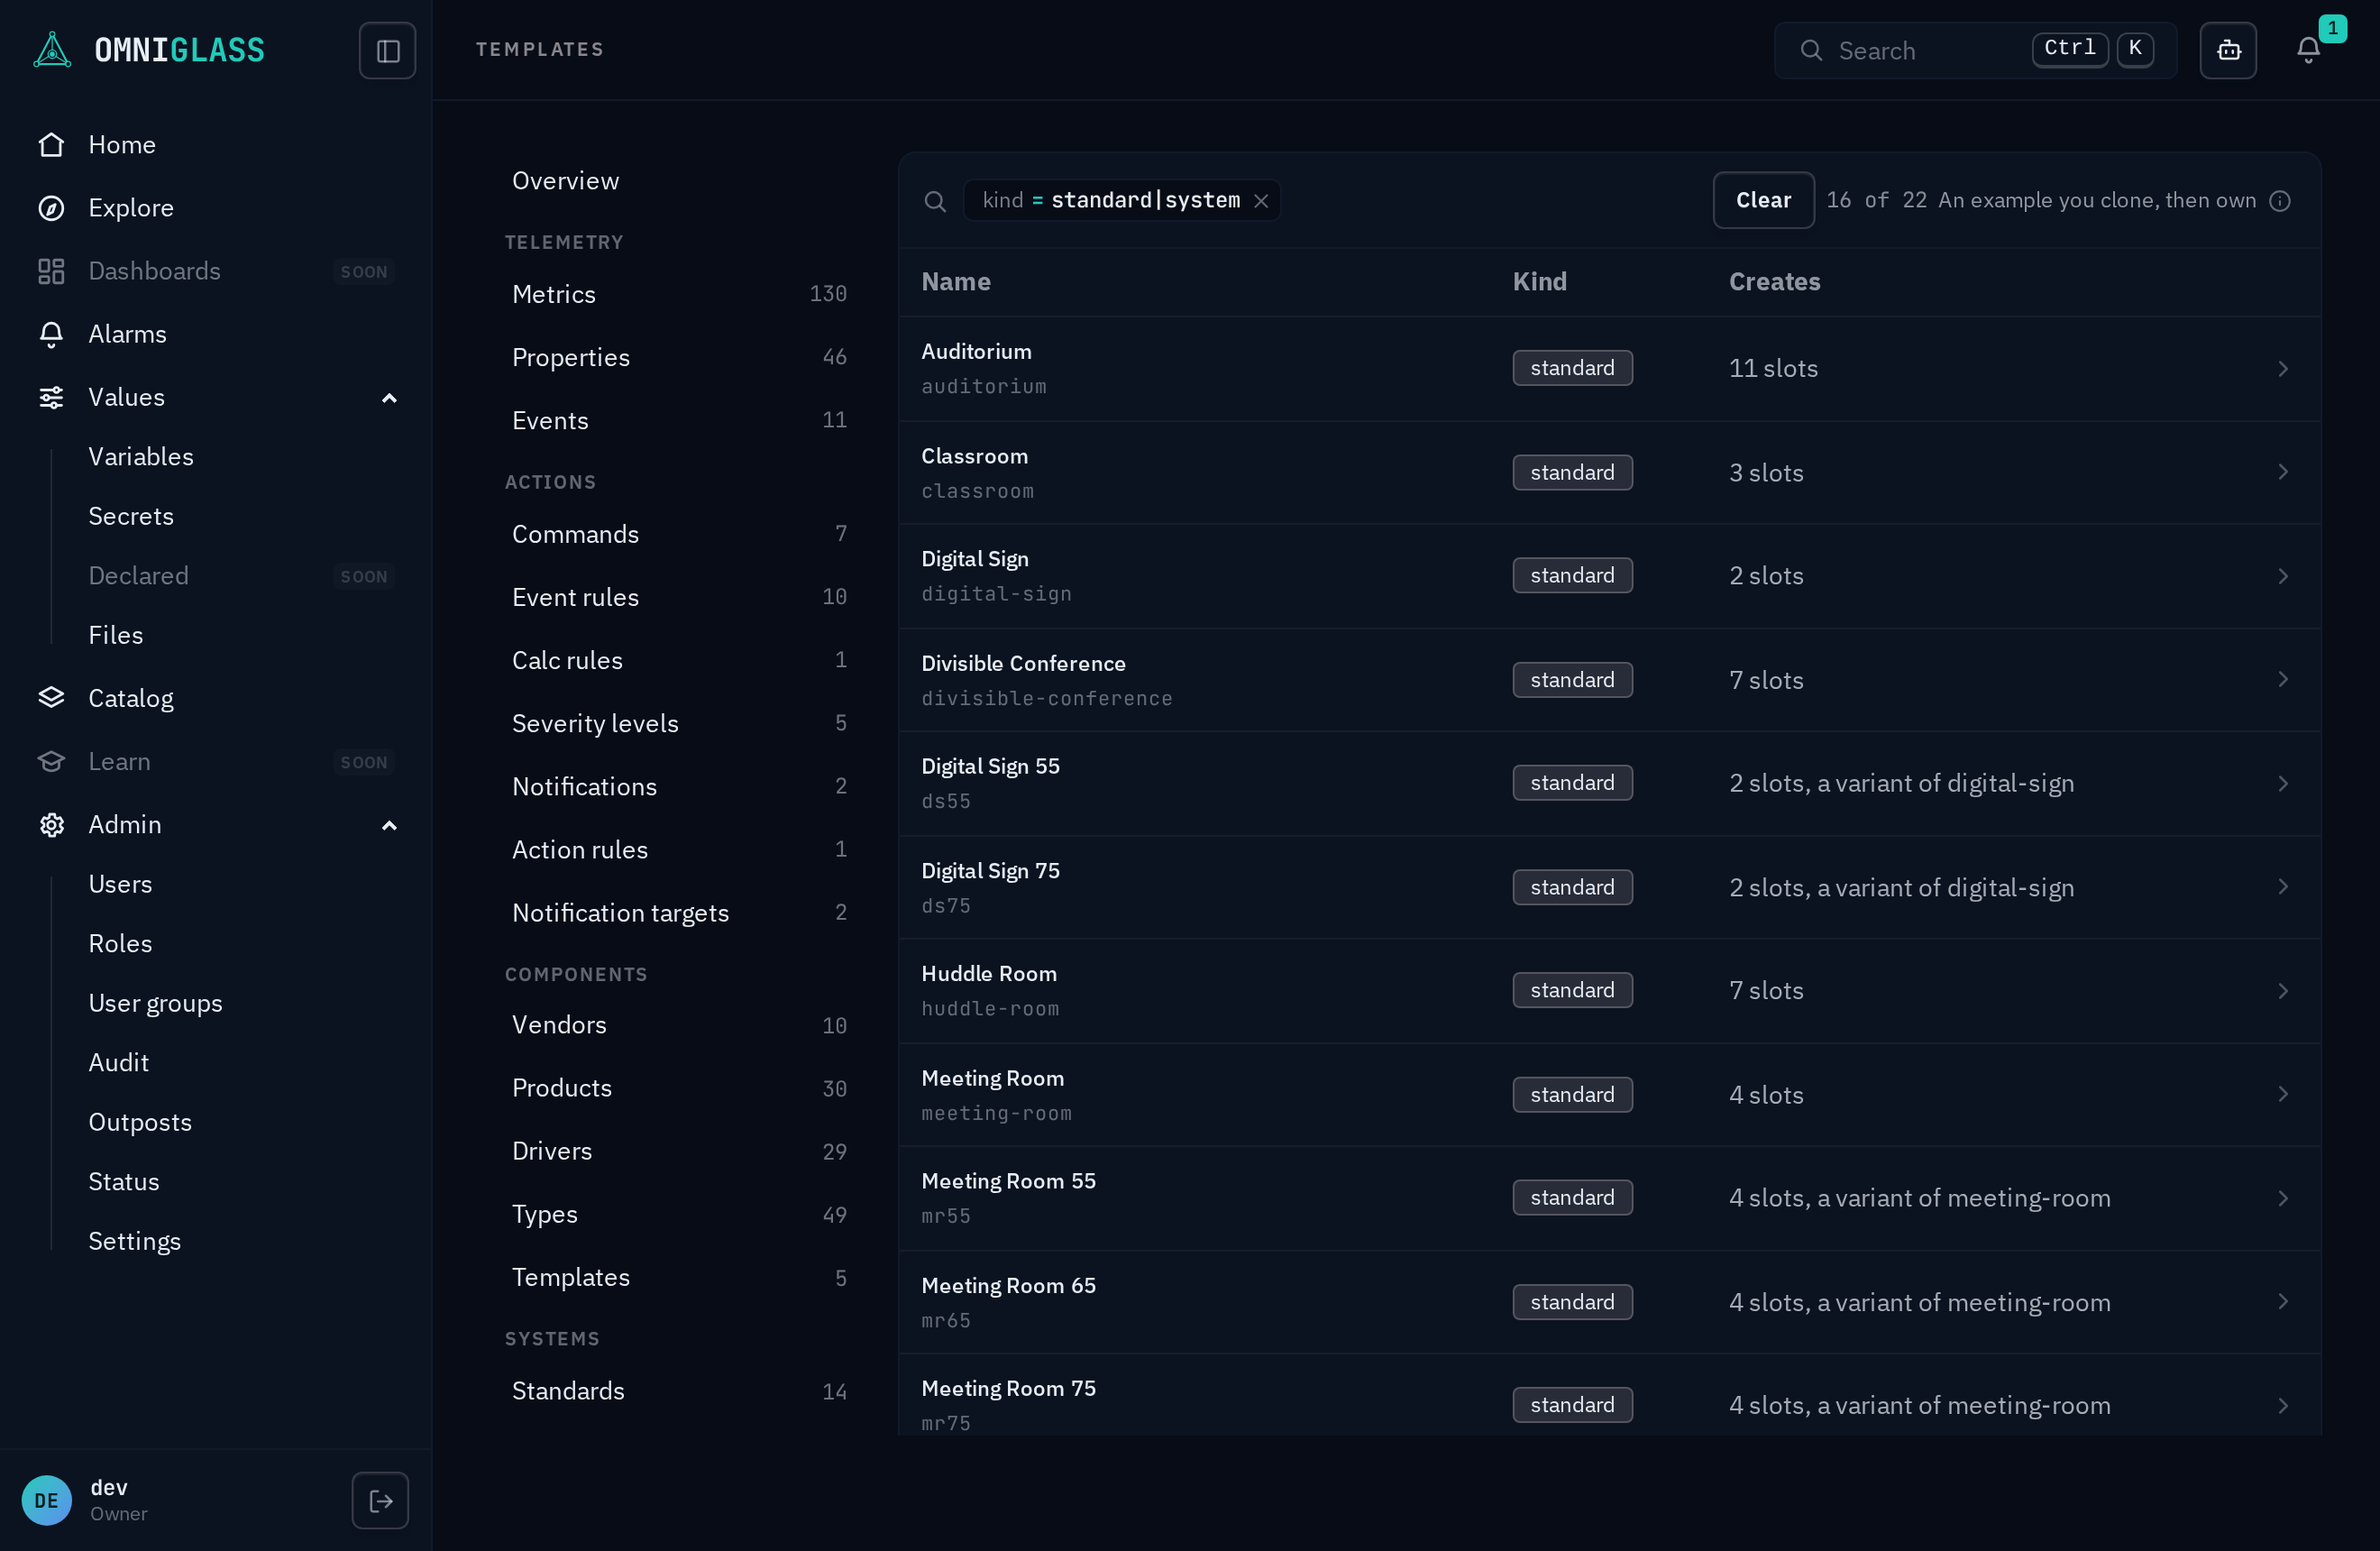 OMNIGLASS
TEMPLATES
Search
Ctrl K
1
Home
Explore
Dashboards SOON
Alarms
Values
Variables
Secrets
Declared SOON
Files
Catalog
Learn SOON
Admin
Users
Roles
User groups
Audit
Outposts
Status
Settings
DE
dev
Owner
Overview
TELEMETRY
Metrics 130
Properties 46
Events 11
ACTIONS
Commands 7
Event rules 10
Calc rules 1
Severity levels 5
Notifications 2
Action rules 1
Notification targets 2
COMPONENTS
Vendors 10
Products 30
Drivers 29
Types 49
Templates 5
SYSTEMS
Standards 14
kind = standard|system
Clear 16 of 22 An example you clone, then own
Name Kind Creates
Auditorium
auditorium
standard 11 slots
Classroom
classroom
standard 3 slots
Digital Sign
digital-sign
standard 2 slots
Divisible Conference
divisible-conference
standard 7 slots
Digital Sign 55
ds55
standard 2 slots, a variant of digital-sign
Digital Sign 75
ds75
standard 2 slots, a variant of digital-sign
Huddle Room
huddle-room
standard 7 slots
Meeting Room
meeting-room
standard 4 slots
Meeting Room 55
mr55
standard 4 slots, a variant of meeting-room
Meeting Room 65
mr65
standard 4 slots, a variant of meeting-room
Meeting Room 75
mr75
standard 4 slots, a variant of meeting-room